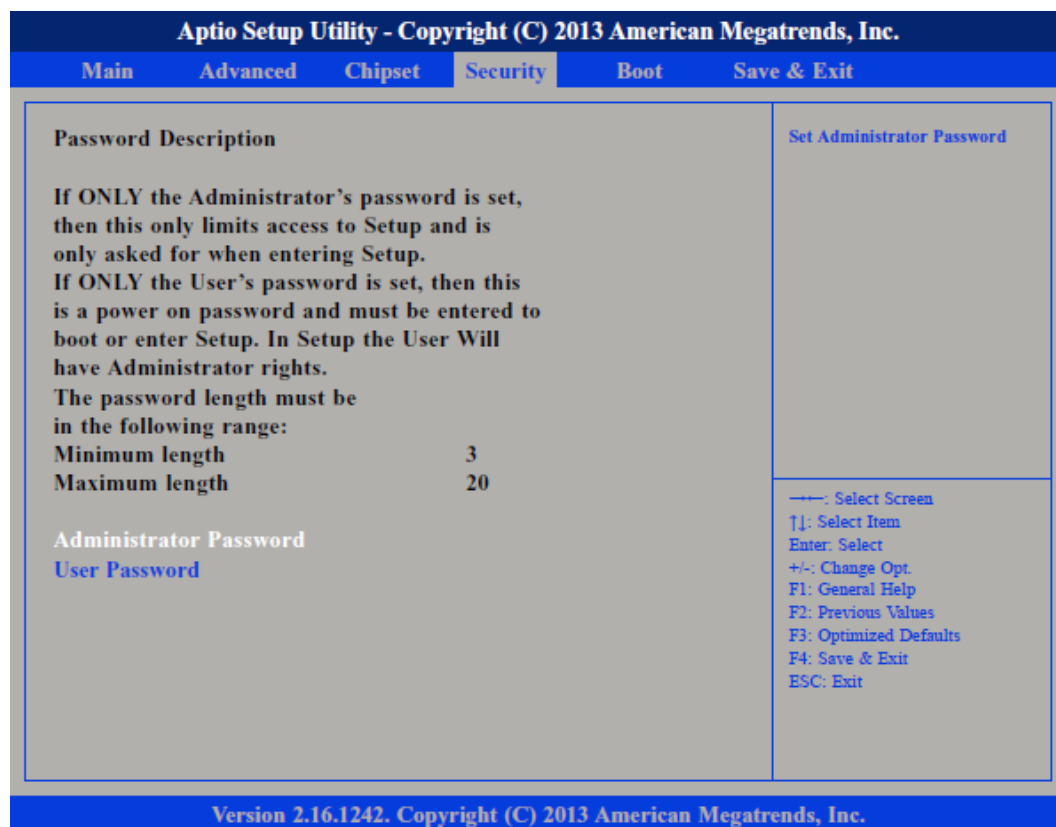 Aptio Setup Utility - Copyright (C) 2013 American Megatrends, Inc.
Main Advanced Chipset Security Boot Save & Exit
Password Description
If ONLY the Administrator's password is set,
then this only limits access to Setup and is
only asked for when entering Setup.
If ONLY the User's password is set, then this
is a power on password and must be entered to
boot or enter Setup. In Setup the User Will
have Administrator rights.
The password length must be
in the following range:
Minimum length 3
Maximum length 20
Administrator Password
User Password
Set Administrator Password
→←: Select Screen
↑↓: Select Item
Enter: Select
+/-: Change Opt.
F1: General Help
F2: Previous Values
F3: Optimized Defaults
F4: Save & Exit
ESC: Exit
Version 2.16.1242. Copyright (C) 2013 American Megatrends, Inc.